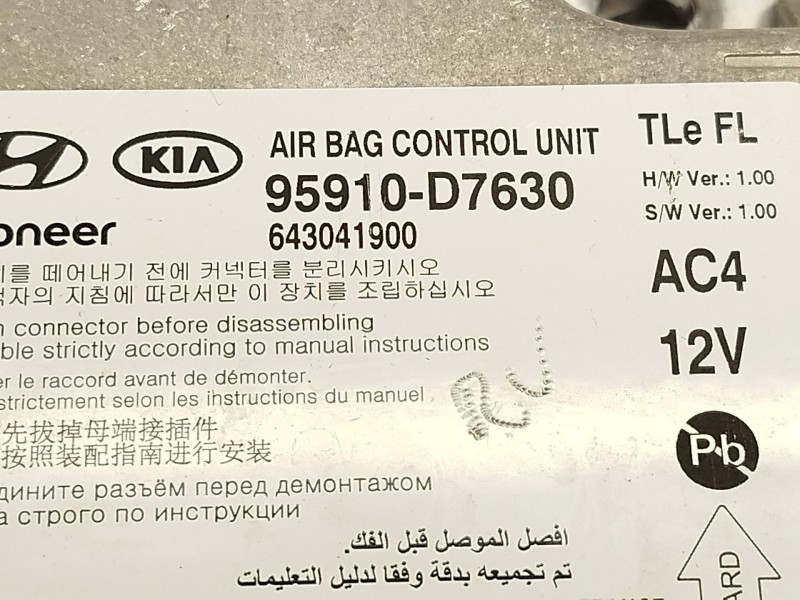 KIA
AIR BAG CONTROL UNIT
TLe FL
95910-D7630
H/W Ver.: 1.00
S/W Ver.: 1.00
oneer
643041900
를 떼어내기 전에 커넥터를 분리시키시오
자의 지침에 따라서만 이 장치를 조립하십시오
AC4
connector before disassembling
ble strictly according to manual instructions
12V
er le raccord avant de démonter.
strictement selon les ihstructions du manuel
先拔掉母端接插件
按照装配指南进行安装
Pb
дините разъём перед демонтажом
а строго по инструкции
افصل الموصل قبل الفك.
تم تجميعه بدقة وفقا لدليل التعليمات
ARD